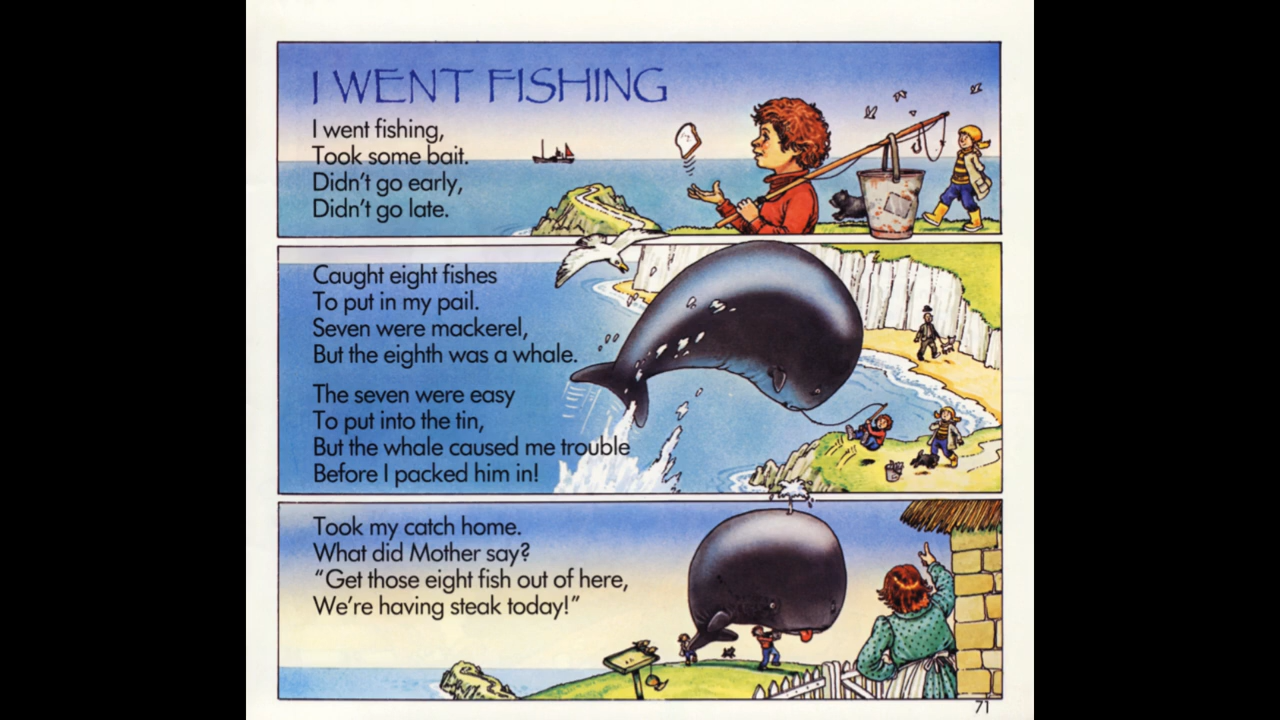 I WENT FISHING
I went fishing,
Took some bait.
Didn't go early,
Didn't go late.
Caught eight fishes
To put in my pail.
Seven were mackerel,
But the eighth was a whale.
The seven were easy
To put into the tin,
But the whale caused me trouble
Before I packed him in!
Took my catch home.
What did Mother say?
“Get those eight fish out of here,
We're having steak today!”
71